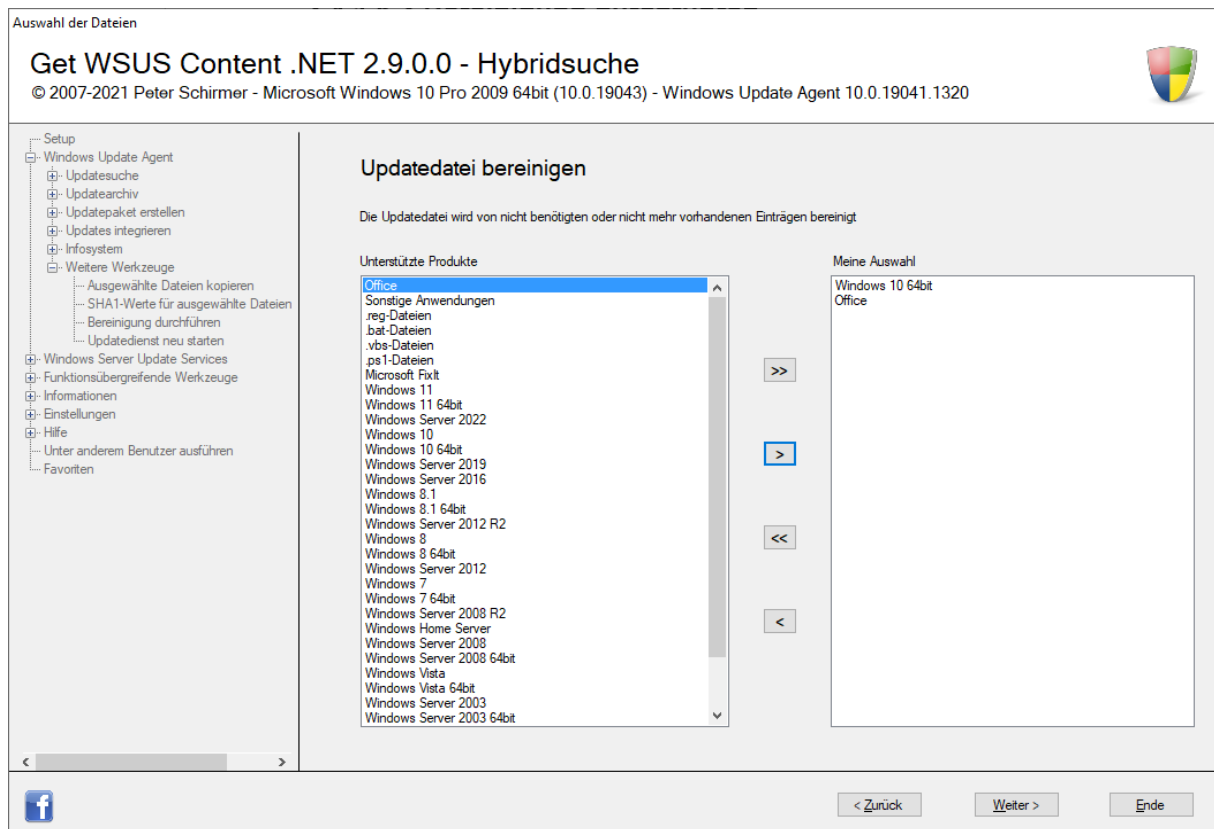 Auswahl der Dateien
Get WSUS Content .NET 2.9.0.0 - Hybridsuche
© 2007-2021 Peter Schirmer - Microsoft Windows 10 Pro 2009 64bit (10.0.19043) - Windows Update Agent 10.0.19041.1320
Setup
Windows Update Agent
Updatesuche
Updatearchiv
Updatepaket erstellen
Updates integrieren
Infosystem
Weitere Werkzeuge
Ausgewählte Dateien kopieren
SHA1-Werte für ausgewählte Dateien
Bereinigung durchführen
Updatedienst neu starten
Windows Server Update Services
Funktionsübergreifende Werkzeuge
Informationen
Einstellungen
Hilfe
Unter anderem Benutzer ausführen
Favoriten
Updatedatei bereinigen
Die Updatedatei wird von nicht benötigten oder nicht mehr vorhandenen Einträgen bereinigt
Unterstützte Produkte
Office
Sonstige Anwendungen
.reg-Dateien
.bat-Dateien
.vbs-Dateien
.ps1-Dateien
Microsoft FixIt
Windows 11
Windows 11 64bit
Windows Server 2022
Windows 10
Windows 10 64bit
Windows Server 2019
Windows Server 2016
Windows 8.1
Windows 8.1 64bit
Windows Server 2012 R2
Windows 8
Windows 8 64bit
Windows Server 2012
Windows 7
Windows 7 64bit
Windows Server 2008 R2
Windows Home Server
Windows Server 2008
Windows Server 2008 64bit
Windows Vista
Windows Vista 64bit
Windows Server 2003
Windows Server 2003 64bit
>>
>
<<
<
Meine Auswahl
Windows 10 64bit
Office
< Zurück
Weiter >
Ende